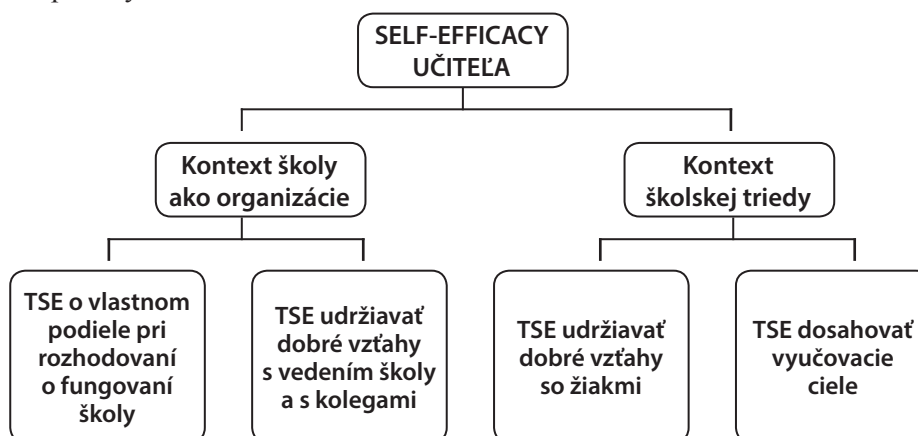 SELF-EFFICACY
UČITEĽA
Kontext školy
ako organizácie
Kontext
školskej triedy
TSE o vlastnom
podiele pri
rozhodovaní
o fungovaní
školy
TSE udržiavať
dobré vzťahy
s vedením školy
a s kolegami
TSE udržiavať
dobré vzťahy
so žiakmi
TSE dosahovať
vyučovacie
ciele